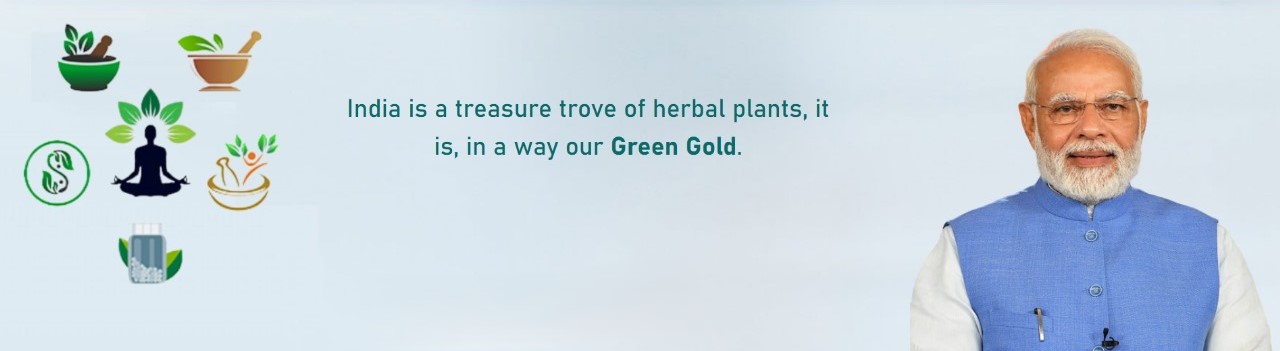 India is a treasure trove of herbal plants, it
is, in a way our Green Gold.